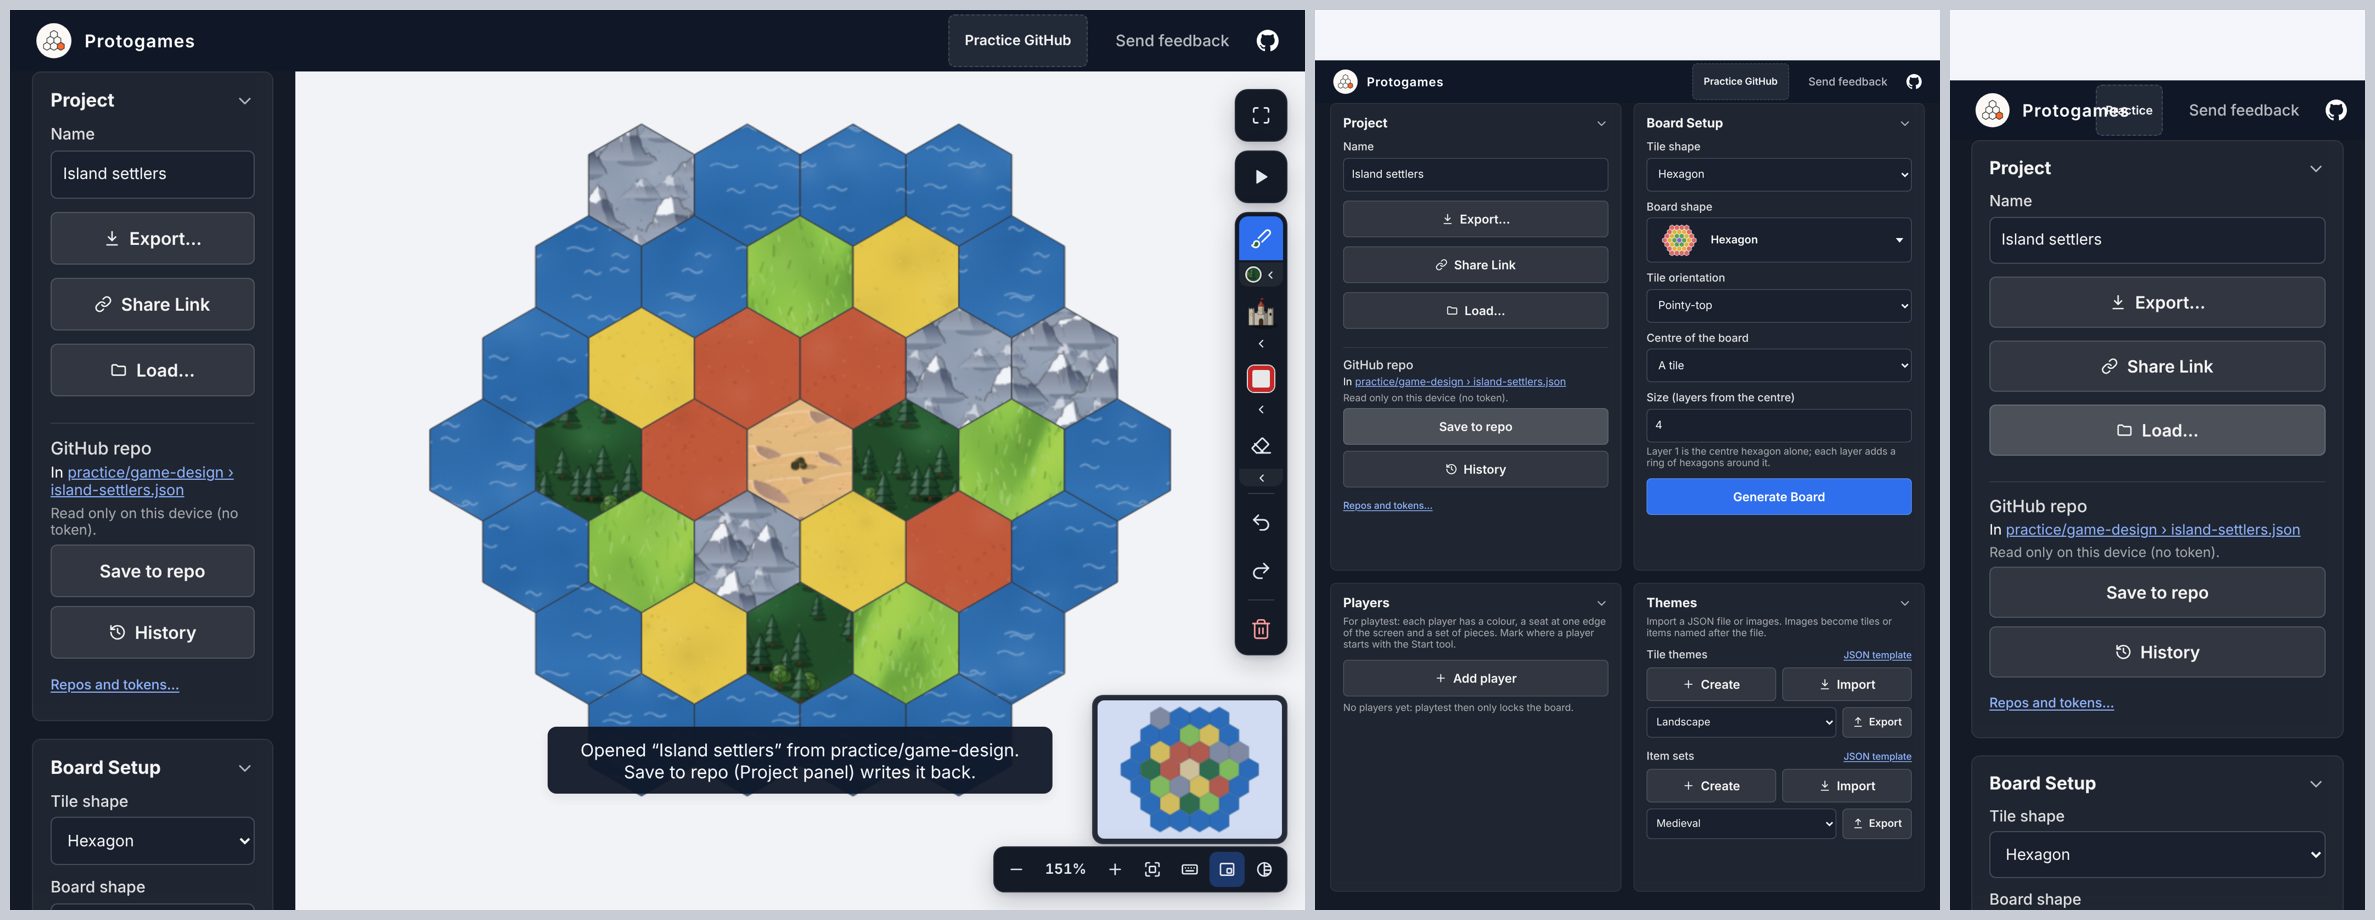 Protogames
Practice GitHub
Send feedback
Project
Name
Island settlers
Export...
Share Link
Load...
GitHub repo
In practice/game-design ›
island-settlers.json
Read only on this device (no
token).
Save to repo
History
Repos and tokens...
Board Setup
Tile shape
Hexagon
Board shape
Opened “Island settlers” from practice/game-design.
Save to repo (Project panel) writes it back.
151%
Protogames
Practice GitHub
Send feedback
Project
Name
Island settlers
Export...
Share Link
Load...
GitHub repo
In practice/game-design › island-settlers.json
Read only on this device (no token).
Save to repo
History
Repos and tokens...
Board Setup
Tile shape
Hexagon
Board shape
Hexagon
Tile orientation
Pointy-top
Centre of the board
A tile
Size (layers from the centre)
4
Layer 1 is the centre hexagon alone; each layer adds a
ring of hexagons around it.
Generate Board
Players
For playtest: each player has a colour, a seat at one edge
of the screen and a set of pieces. Mark where a player
starts with the Start tool.
Add player
No players yet: playtest then only locks the board.
Themes
Import a JSON file or images. Images become tiles or
items named after the file.
Tile themes
JSON template
Create
Import
Landscape
Export
Item sets
JSON template
Create
Import
Medieval
Export
Protogames
Practice
Send feedback
Project
Name
Island settlers
Export...
Share Link
Load...
GitHub repo
In practice/game-design › island-settlers.json
Read only on this device (no token).
Save to repo
History
Repos and tokens...
Board Setup
Tile shape
Hexagon
Board shape